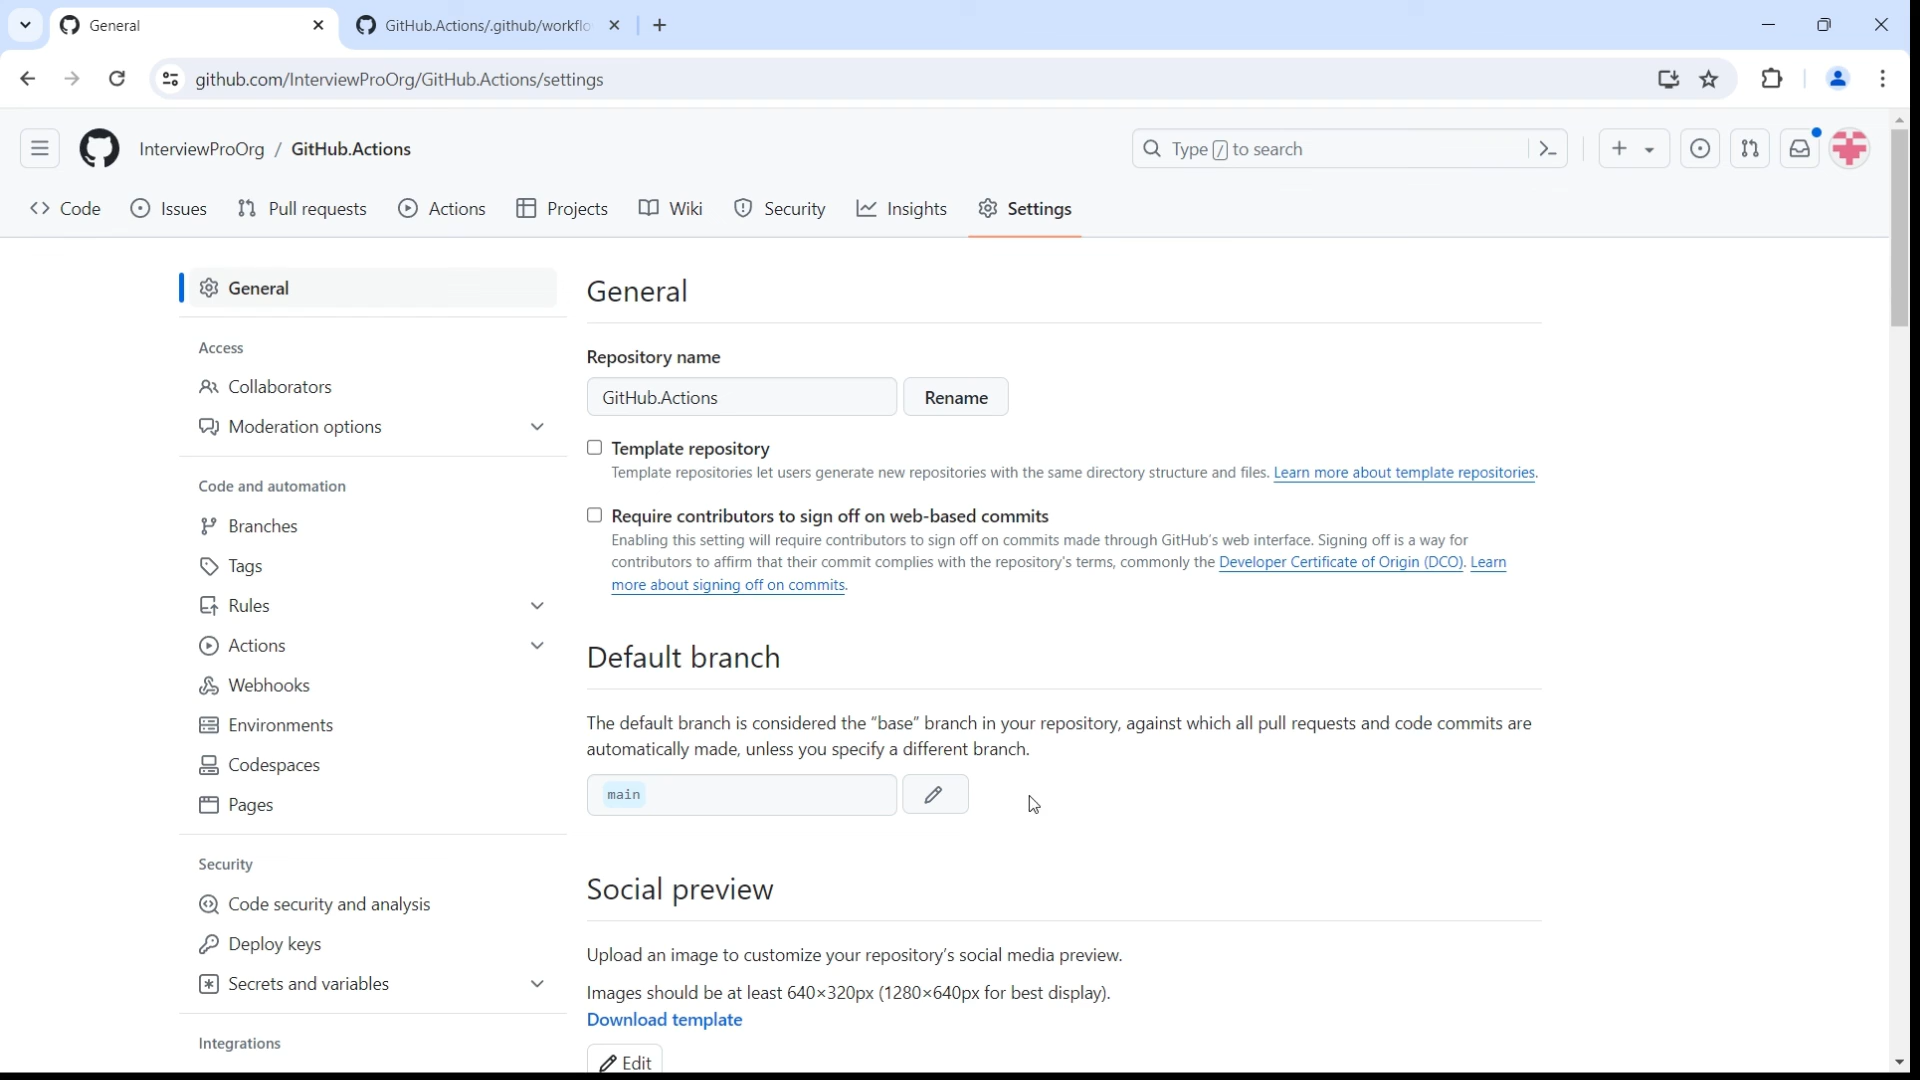 General
GitHub.Actions/.github/workflo
github.com/InterviewProOrg/GitHub.Actions/settings
InterviewProOrg / GitHub.Actions
Type / to search
Code
Issues
Pull requests
Actions
Projects
Wiki
Security
Insights
Settings
General
Access
Collaborators
Moderation options
Code and automation
Branches
Tags
Rules
Actions
Webhooks
Environments
Codespaces
Pages
Security
Code security and analysis
Deploy keys
Secrets and variables
Integrations
General
Repository name
GitHub.Actions
Rename
Template repository
Template repositories let users generate new repositories with the same directory structure and files. Learn more about template repositories.
Require contributors to sign off on web-based commits
Enabling this setting will require contributors to sign off on commits made through GitHub's web interface. Signing off is a way for
contributors to affirm that their commit complies with the repository's terms, commonly the Developer Certificate of Origin (DCO). Learn
more about signing off on commits.
Default branch
The default branch is considered the “base” branch in your repository, against which all pull requests and code commits are
automatically made, unless you specify a different branch.
main
Social preview
Upload an image to customize your repository's social media preview.
Images should be at least 640×320px (1280×640px for best display).
Download template
Edit